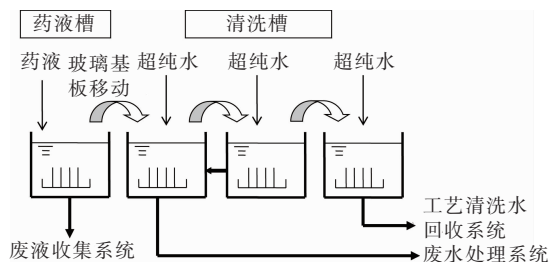 药液槽
清洗槽
药液
玻璃基
板移动
超纯水
超纯水
超纯水
工艺清洗水
回收系统
废液收集系统
废水处理系统